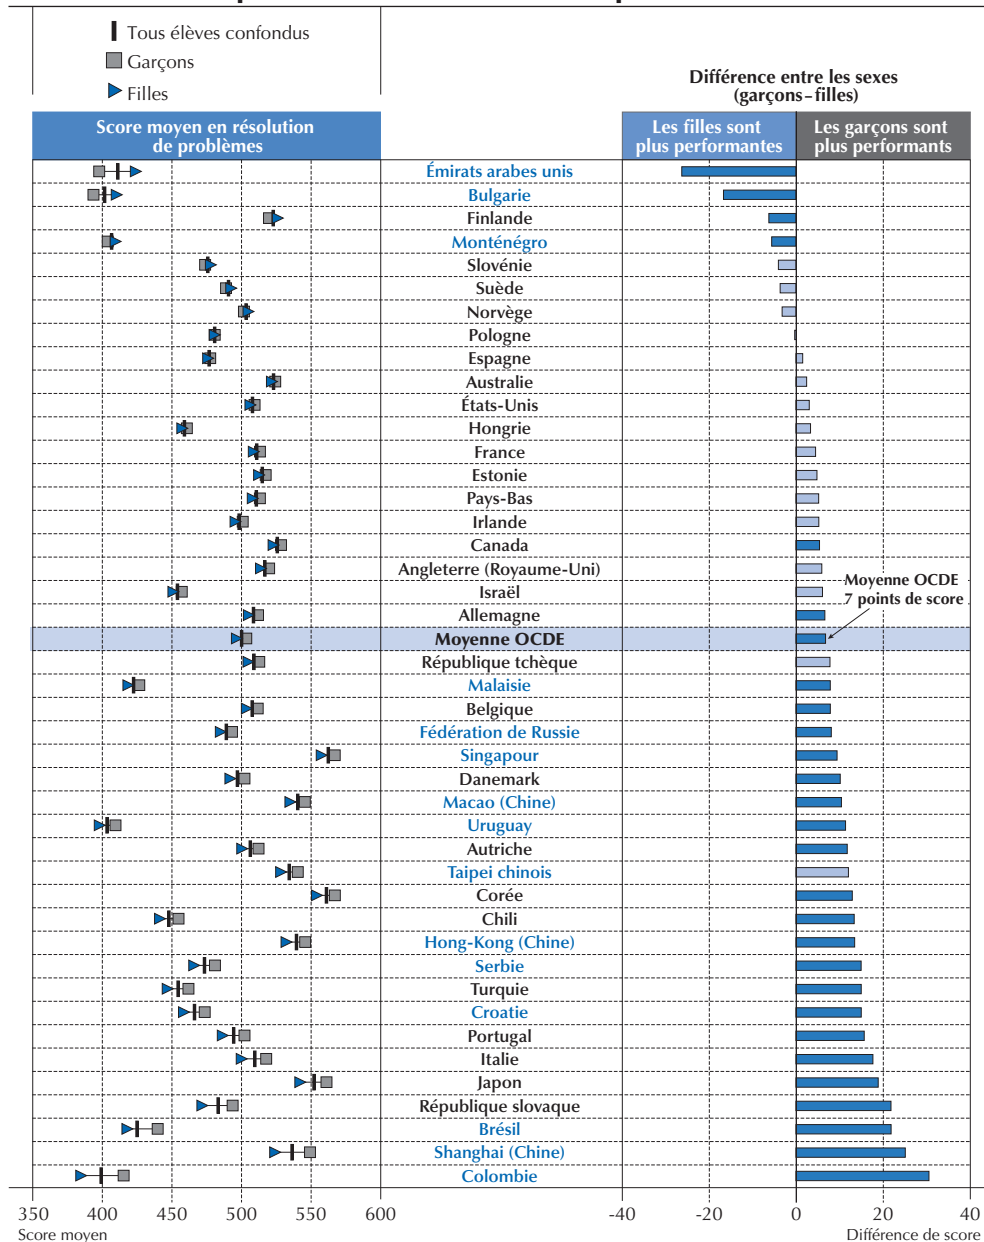 Tous élèves confondus
Garçons
Filles
Différence entre les sexes
(garçons–filles)
Score moyen en résolution
de problèmes
Les filles sont
plus performantes
Les garçons sont
plus performants
Émirats arabes unis
Bulgarie
Finlande
Monténégro
Slovénie
Suède
Norvège
Pologne
Espagne
Australie
États-Unis
Hongrie
France
Estonie
Pays-Bas
Irlande
Canada
Angleterre (Royaume-Uni)
Israël
Moyenne OCDE
7 points de score
Allemagne
Moyenne OCDE
République tchèque
Malaisie
Belgique
Fédération de Russie
Singapour
Danemark
Macao (Chine)
Uruguay
Autriche
Taipei chinois
Corée
Chili
Hong-Kong (Chine)
Serbie
Turquie
Croatie
Portugal
Italie
Japon
République slovaque
Brésil
Shanghai (Chine)
Colombie
350 400 450 500 550 600 -40 -20 0 20 40
Score moyen Différence de score